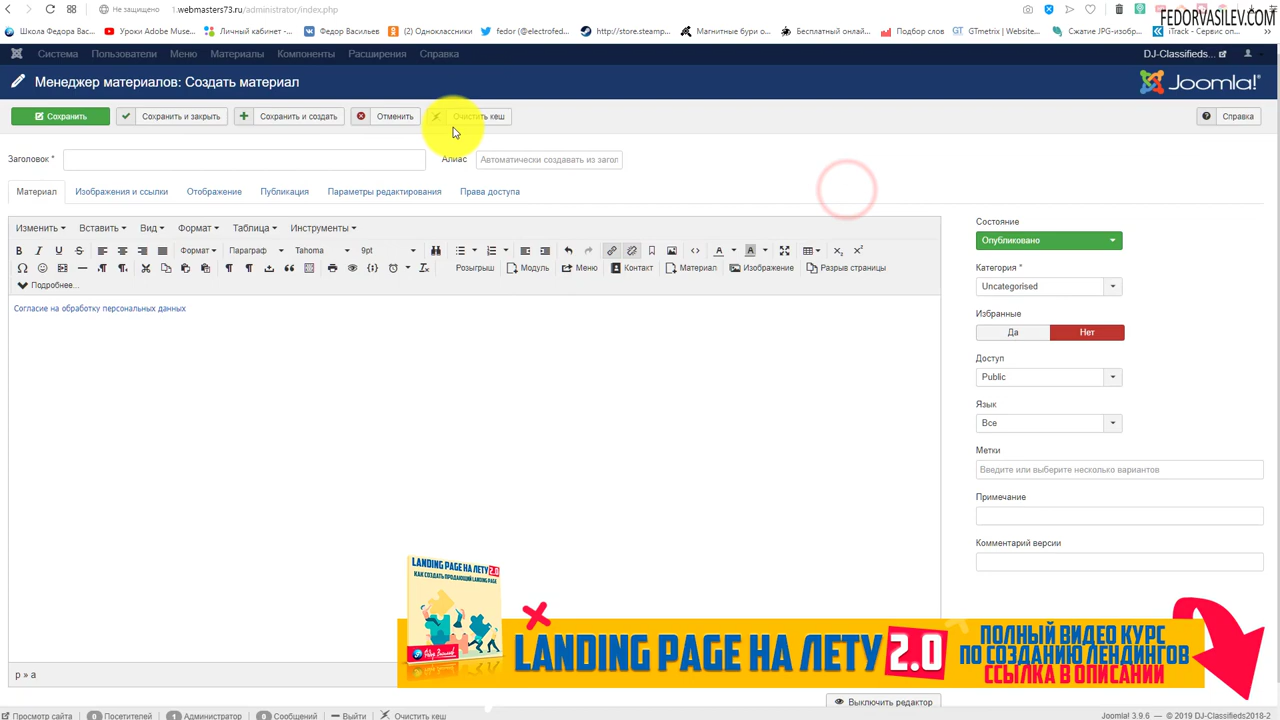 Не защищено
1.webmasters73.ru/administrator/index.php
FEDORVASILEV.COM
Школа Федора Вас...
Уроки Adobe Muse...
Личный кабинет -...
Федор Васильев
(2) Одноклассники
fedor (@electrofed...
http://store.steamp...
Магнитные бури о...
Бесплатный онлай...
Подбор слов
GTmetrix | Website...
Сжатие JPG-изобр...
iTrack - Сервис оп...
Система Пользователи Меню Материалы Компоненты Расширения Справка
DJ-Classifieds...
Менеджер материалов: Создать материал
Joomla!
Сохранить
Сохранить и закрыть
Сохранить и создать
Отменить
Очистить кеш
Справка
Заголовок *
Алиас
Автоматически создавать из загол
Материал Изображения и ссылки Отображение Публикация Параметры редактирования Права доступа
Изменить Вставить Вид Формат Таблица Инструменты
B I U S Формат Параграф Tahoma 9pt
Розыгрыш Модуль Меню Контакт Материал Изображение Разрыв страницы
Подробнее...
Согласие на обработку персональных данных
Состояние
Опубликовано
Категория *
Uncategorised
Избранные
Да Нет
Доступ
Public
Язык
Все
Метки
Введите или выберите несколько вариантов
Примечание
Комментарий версии
LANDING PAGE НА ЛЕТУ 2.0
КАК СОЗДАТЬ ПРОДАЮЩИЙ LANDING PAGE
Федор Васильев
LANDING PAGE НА ЛЕТУ 2.0
ПОЛНЫЙ ВИДЕО КУРС
ПО СОЗДАНИЮ ЛЕНДИНГОВ
ССЫЛКА В ОПИСАНИИ
p » a
Выключить редактор
Просмотр сайта 0 Посетителей 1 Администратор 0 Сообщений Выйти Очистить кеш
Joomla! 3.9.6 — © 2019 DJ-Classifieds2018-2